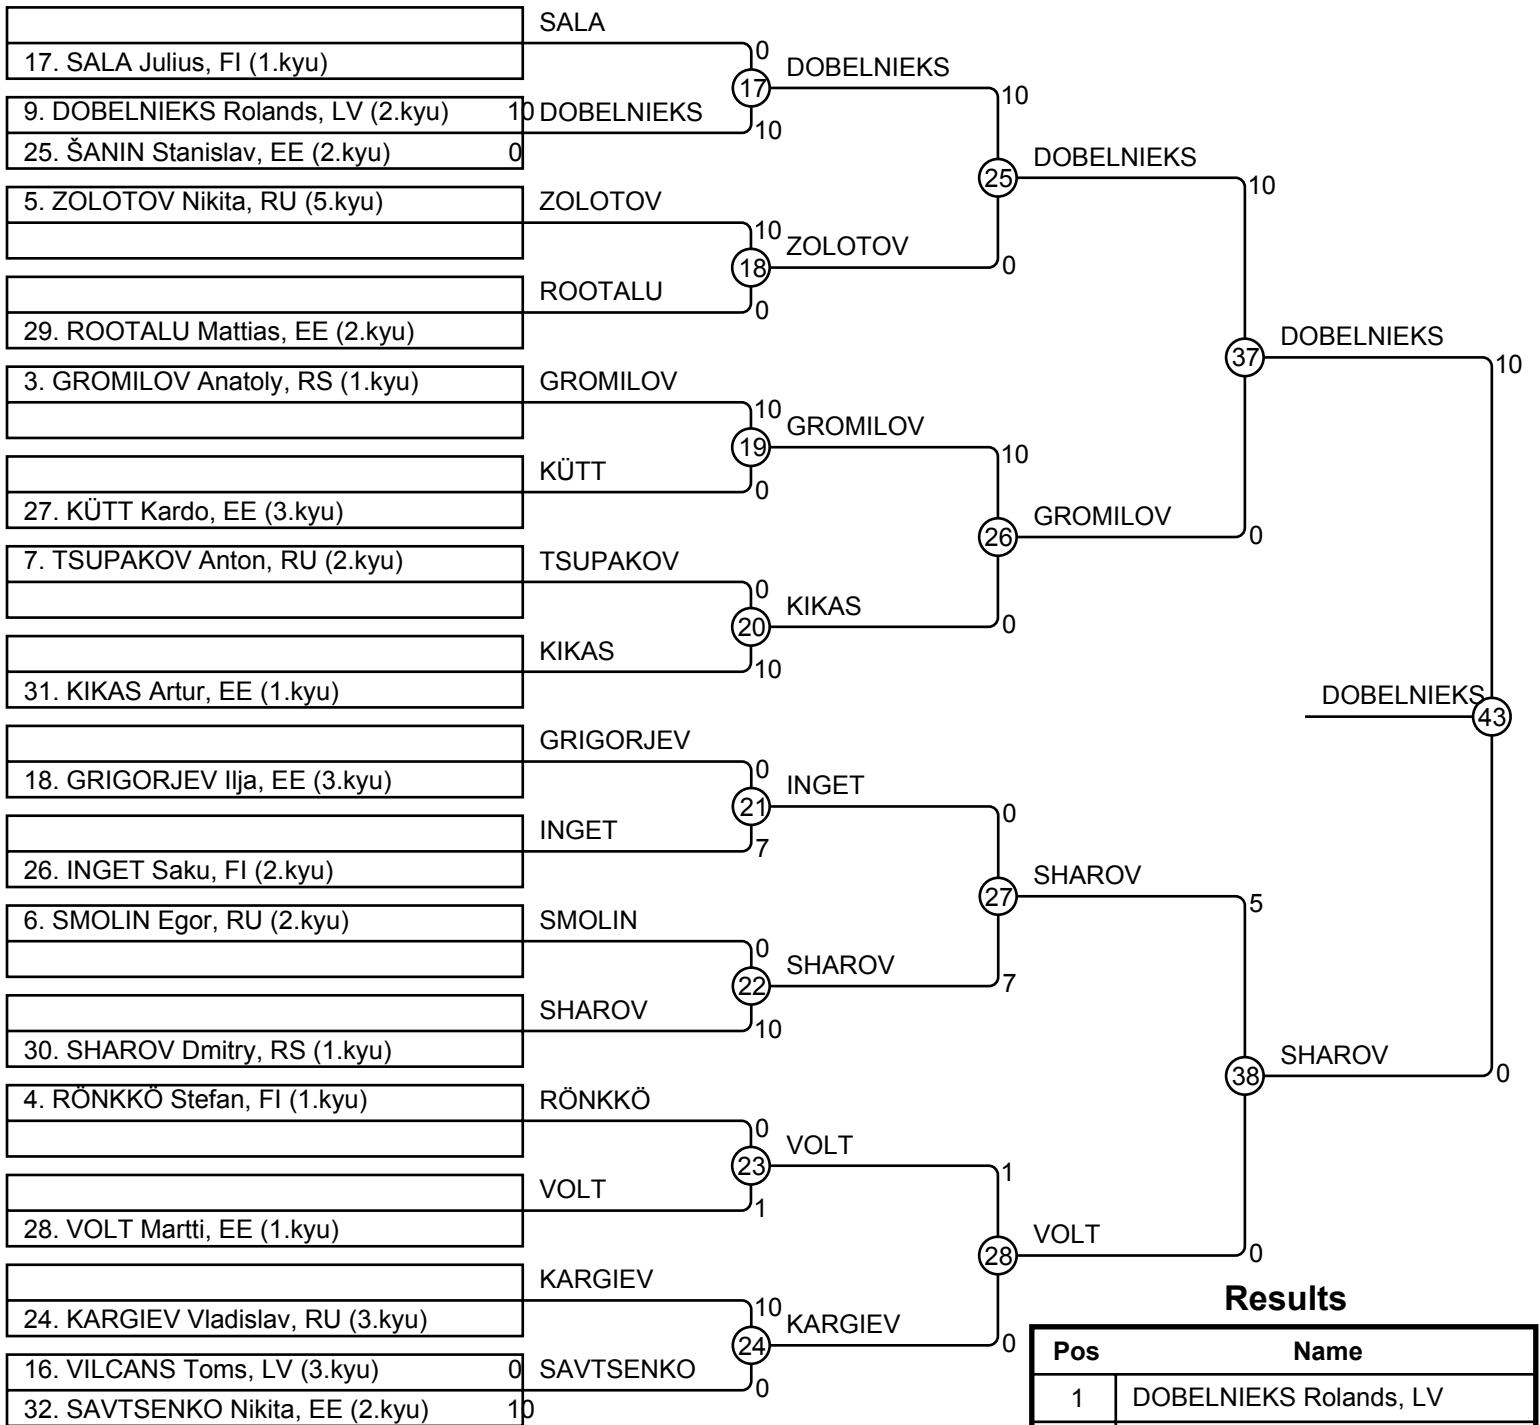 SALA
17. SALA Julius, FI (1.kyu)
0
17
DOBELNIEKS
9. DOBELNIEKS Rolands, LV (2.kyu) 10
DOBELNIEKS
10
25. ŠANIN Stanislav, EE (2.kyu) 0
10
25
DOBELNIEKS
5. ZOLOTOV Nikita, RU (5.kyu)
ZOLOTOV
10
18
ZOLOTOV
0
ROOTALU
0
29. ROOTALU Mattias, EE (2.kyu)
10
37
DOBELNIEKS
3. GROMILOV Anatoly, RS (1.kyu)
GROMILOV
10
19
GROMILOV
10
KÜTT
0
27. KÜTT Kardo, EE (3.kyu)
26
GROMILOV
0
7. TSUPAKOV Anton, RU (2.kyu)
TSUPAKOV
0
20
KIKAS
0
KIKAS
10
31. KIKAS Artur, EE (1.kyu)
10
DOBELNIEKS
43
GRIGORJEV
18. GRIGORJEV Ilja, EE (3.kyu)
0
21
INGET
0
INGET
7
26. INGET Saku, FI (2.kyu)
27
SHAROV
5
6. SMOLIN Egor, RU (2.kyu)
SMOLIN
0
22
SHAROV
7
SHAROV
10
30. SHAROV Dmitry, RS (1.kyu)
38
SHAROV
0
4. RÖNKKÖ Stefan, FI (1.kyu)
RÖNKKÖ
0
23
VOLT
1
VOLT
1
28. VOLT Martti, EE (1.kyu)
28
VOLT
0
KARGIEV
24. KARGIEV Vladislav, RU (3.kyu)
10
24
KARGIEV
0
16. VILCANS Toms, LV (3.kyu) 0
SAVTSENKO
0
32. SAVTSENKO Nikita, EE (2.kyu) 10
Results
Pos Name
1 DOBELNIEKS Rolands, LV